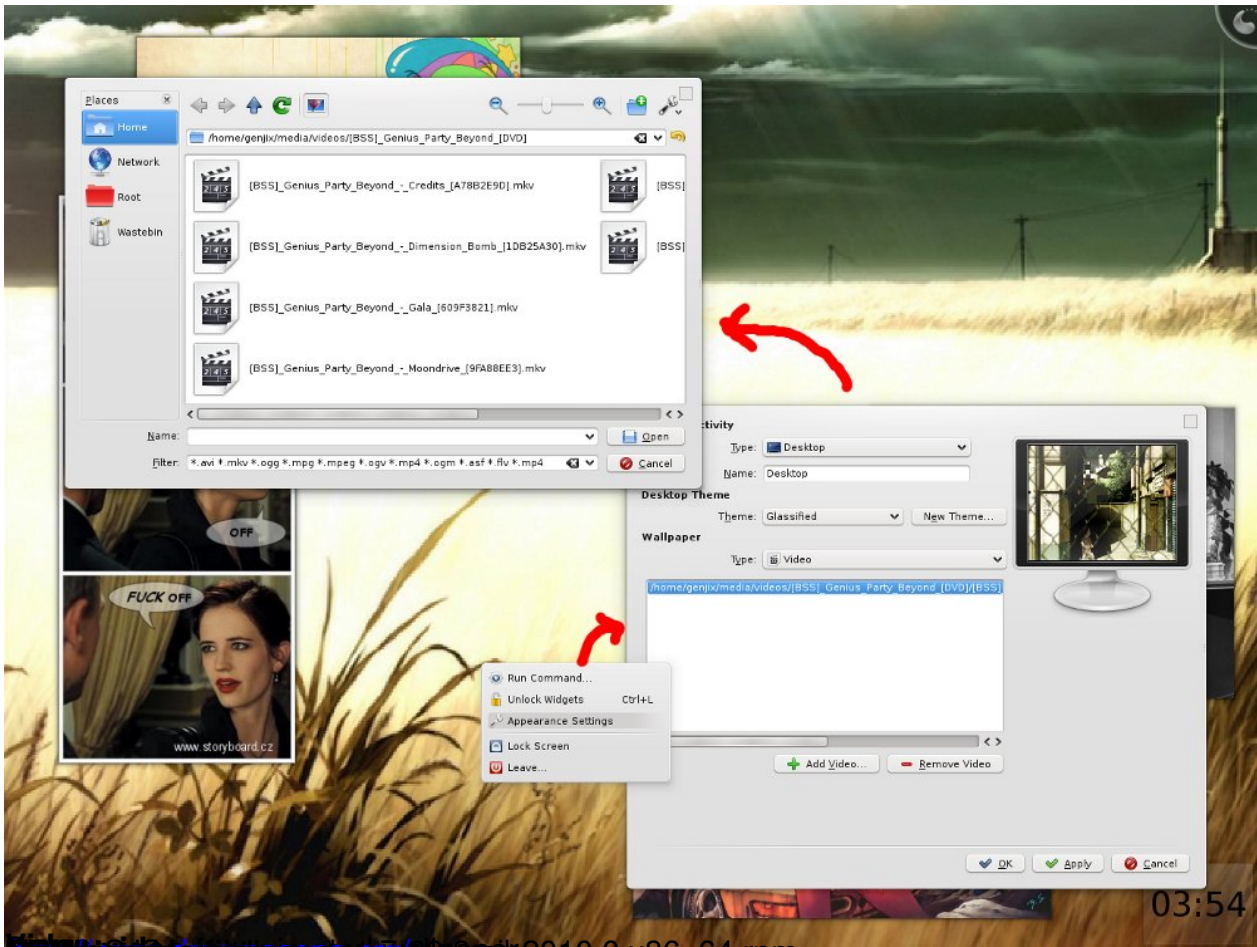 Places
Home
Network
Root
Wastebin
/home/genjix/media/videos/[BSS]_Genius_Party_Beyond_[DVD]
[BSS]_Genius_Party_Beyond_-_Credits_[A78B2E9D].mkv
[BSS]
[BSS]_Genius_Party_Beyond_-_Dimension_Bomb_[1DB25A30].mkv
[BSS]
[BSS]_Genius_Party_Beyond_-_Gala_[609F3821].mkv
[BSS]_Genius_Party_Beyond_-_Moondrive_[9FA88EE3].mkv
Name:
Open
Filter:
*.avi *.mkv *.ogg *.mpg *.mpeg *.ogv *.mp4 *.ogm *.asf *.flv *.mp4
Cancel
OFF
FUCK OFF
www.storyboard.cz
Run Command...
Unlock Widgets Ctrl+L
Appearance Settings
Lock Screen
Leave...
ctivity
Type: Desktop
Name: Desktop
Desktop Theme
Theme: Glassified
New Theme...
Wallpaper
Type: Video
/home/genjix/media/videos/[BSS]_Genius_Party_Beyond_[DVD]/[BSS]
Add Video...
Remove Video
OK
Apply
Cancel
03:54